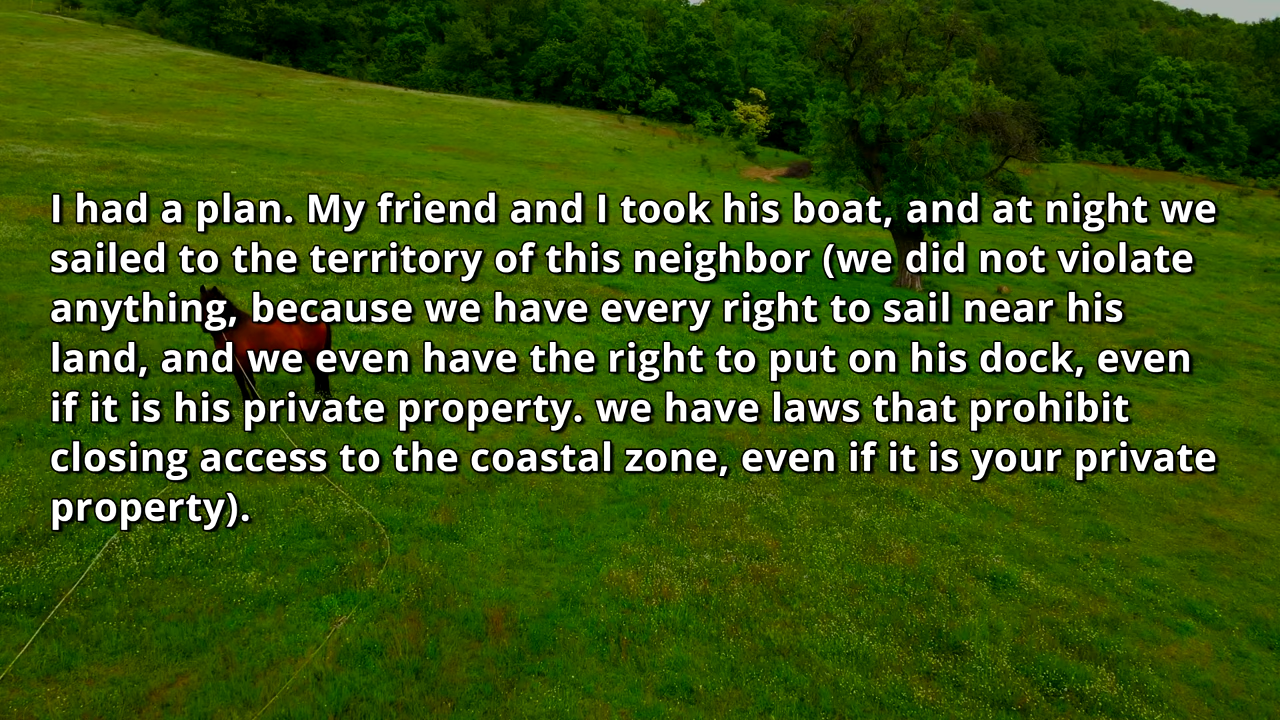 I had a plan. My friend and I took his boat, and at night we
sailed to the territory of this neighbor (we did not violate
anything, because we have every right to sail near his
land, and we even have the right to put on his dock, even
if it is his private property. we have laws that prohibit
closing access to the coastal zone, even if it is your private
property).